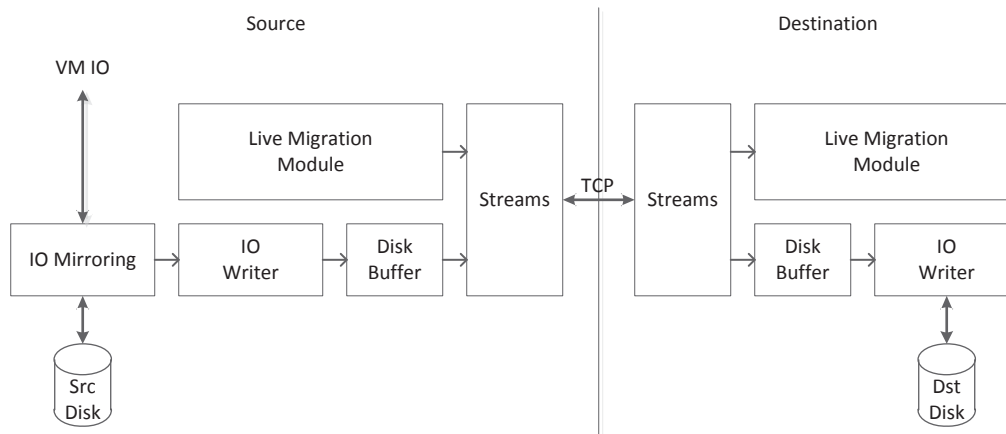 Source
Destination
VM IO
Live Migration
Module
Streams
TCP
Streams
Live Migration
Module
IO Mirroring
IO
Writer
Disk
Buffer
Disk
Buffer
IO
Writer
Src
Disk
Dst
Disk